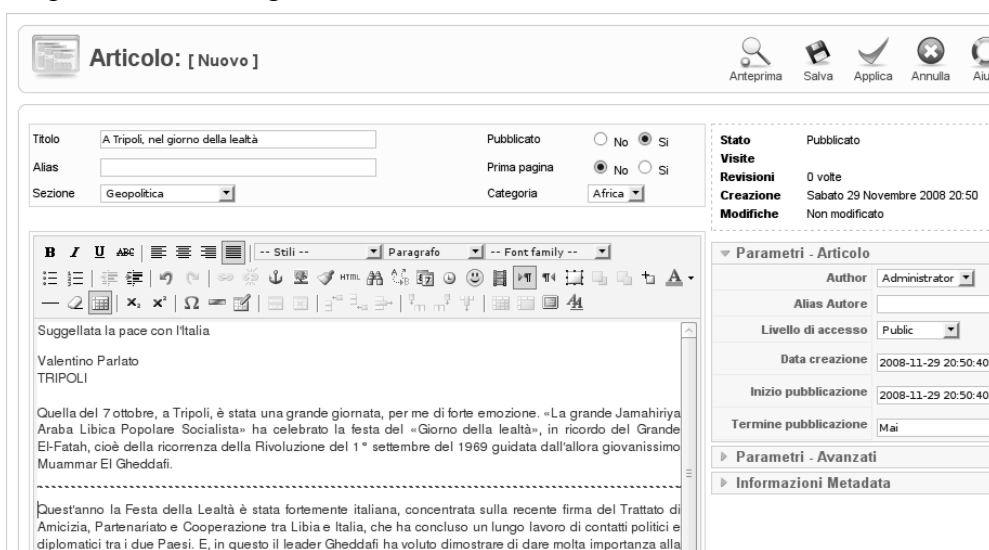 Articolo: [ Nuovo ]
Anteprima Salva Applica Annulla
Titolo A Tripoli, nel giorno della lealtà Pubblicato No Si
Alias Prima pagina No Si
Sezione Geopolitica Categoria Africa
Stato Pubblicato
Visite
Revisioni 0 volte
Creazione Sabato 29 Novembre 2008 20:50
Modifiche Non modificato
B I U ABC -- Stili -- Paragrafo -- Font family --
HTML
Suggellata la pace con l'Italia
Valentino Parlato
TRIPOLI
Quella del 7 ottobre, a Tripoli, è stata una grande giornata, per me di forte emozione. «La grande Jamahiriya
Araba Libica Popolare Socialista» ha celebrato la festa del «Giorno della lealtà», in ricordo del Grande
El-Fatah, cioè della ricorrenza della Rivoluzione del 1° settembre del 1969 guidata dall'allora giovanissimo
Muammar El Gheddafi.
Quest'anno la Festa della Lealtà è stata fortemente italiana, concentrata sulla recente firma del Trattato di
Amicizia, Partenariato e Cooperazione tra Libia e Italia, che ha concluso un lungo lavoro di contatti politici e
diplomatici tra i due Paesi. E, in questo il leader Gheddafi ha voluto dimostrare di dare molta importanza alla
Parametri - Articolo
Author Administrator
Alias Autore
Livello di accesso Public
Data creazione 2008-11-29 20:50:40
Inizio pubblicazione 2008-11-29 20:50:40
Termine pubblicazione Mai
Parametri - Avanzati
Informazioni Metadata